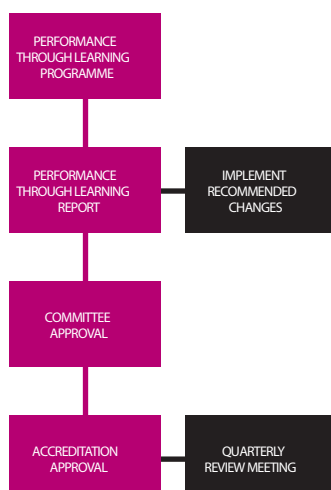 PERFORMANCE
THROUGH LEARNING
PROGRAMME
PERFORMANCE
THROUGH LEARNING
REPORT
IMPLEMENT
RECOMMENDED
CHANGES
COMMITTEE
APPROVAL
ACCREDITATION
APPROVAL
QUARTERLY
REVIEW MEETING